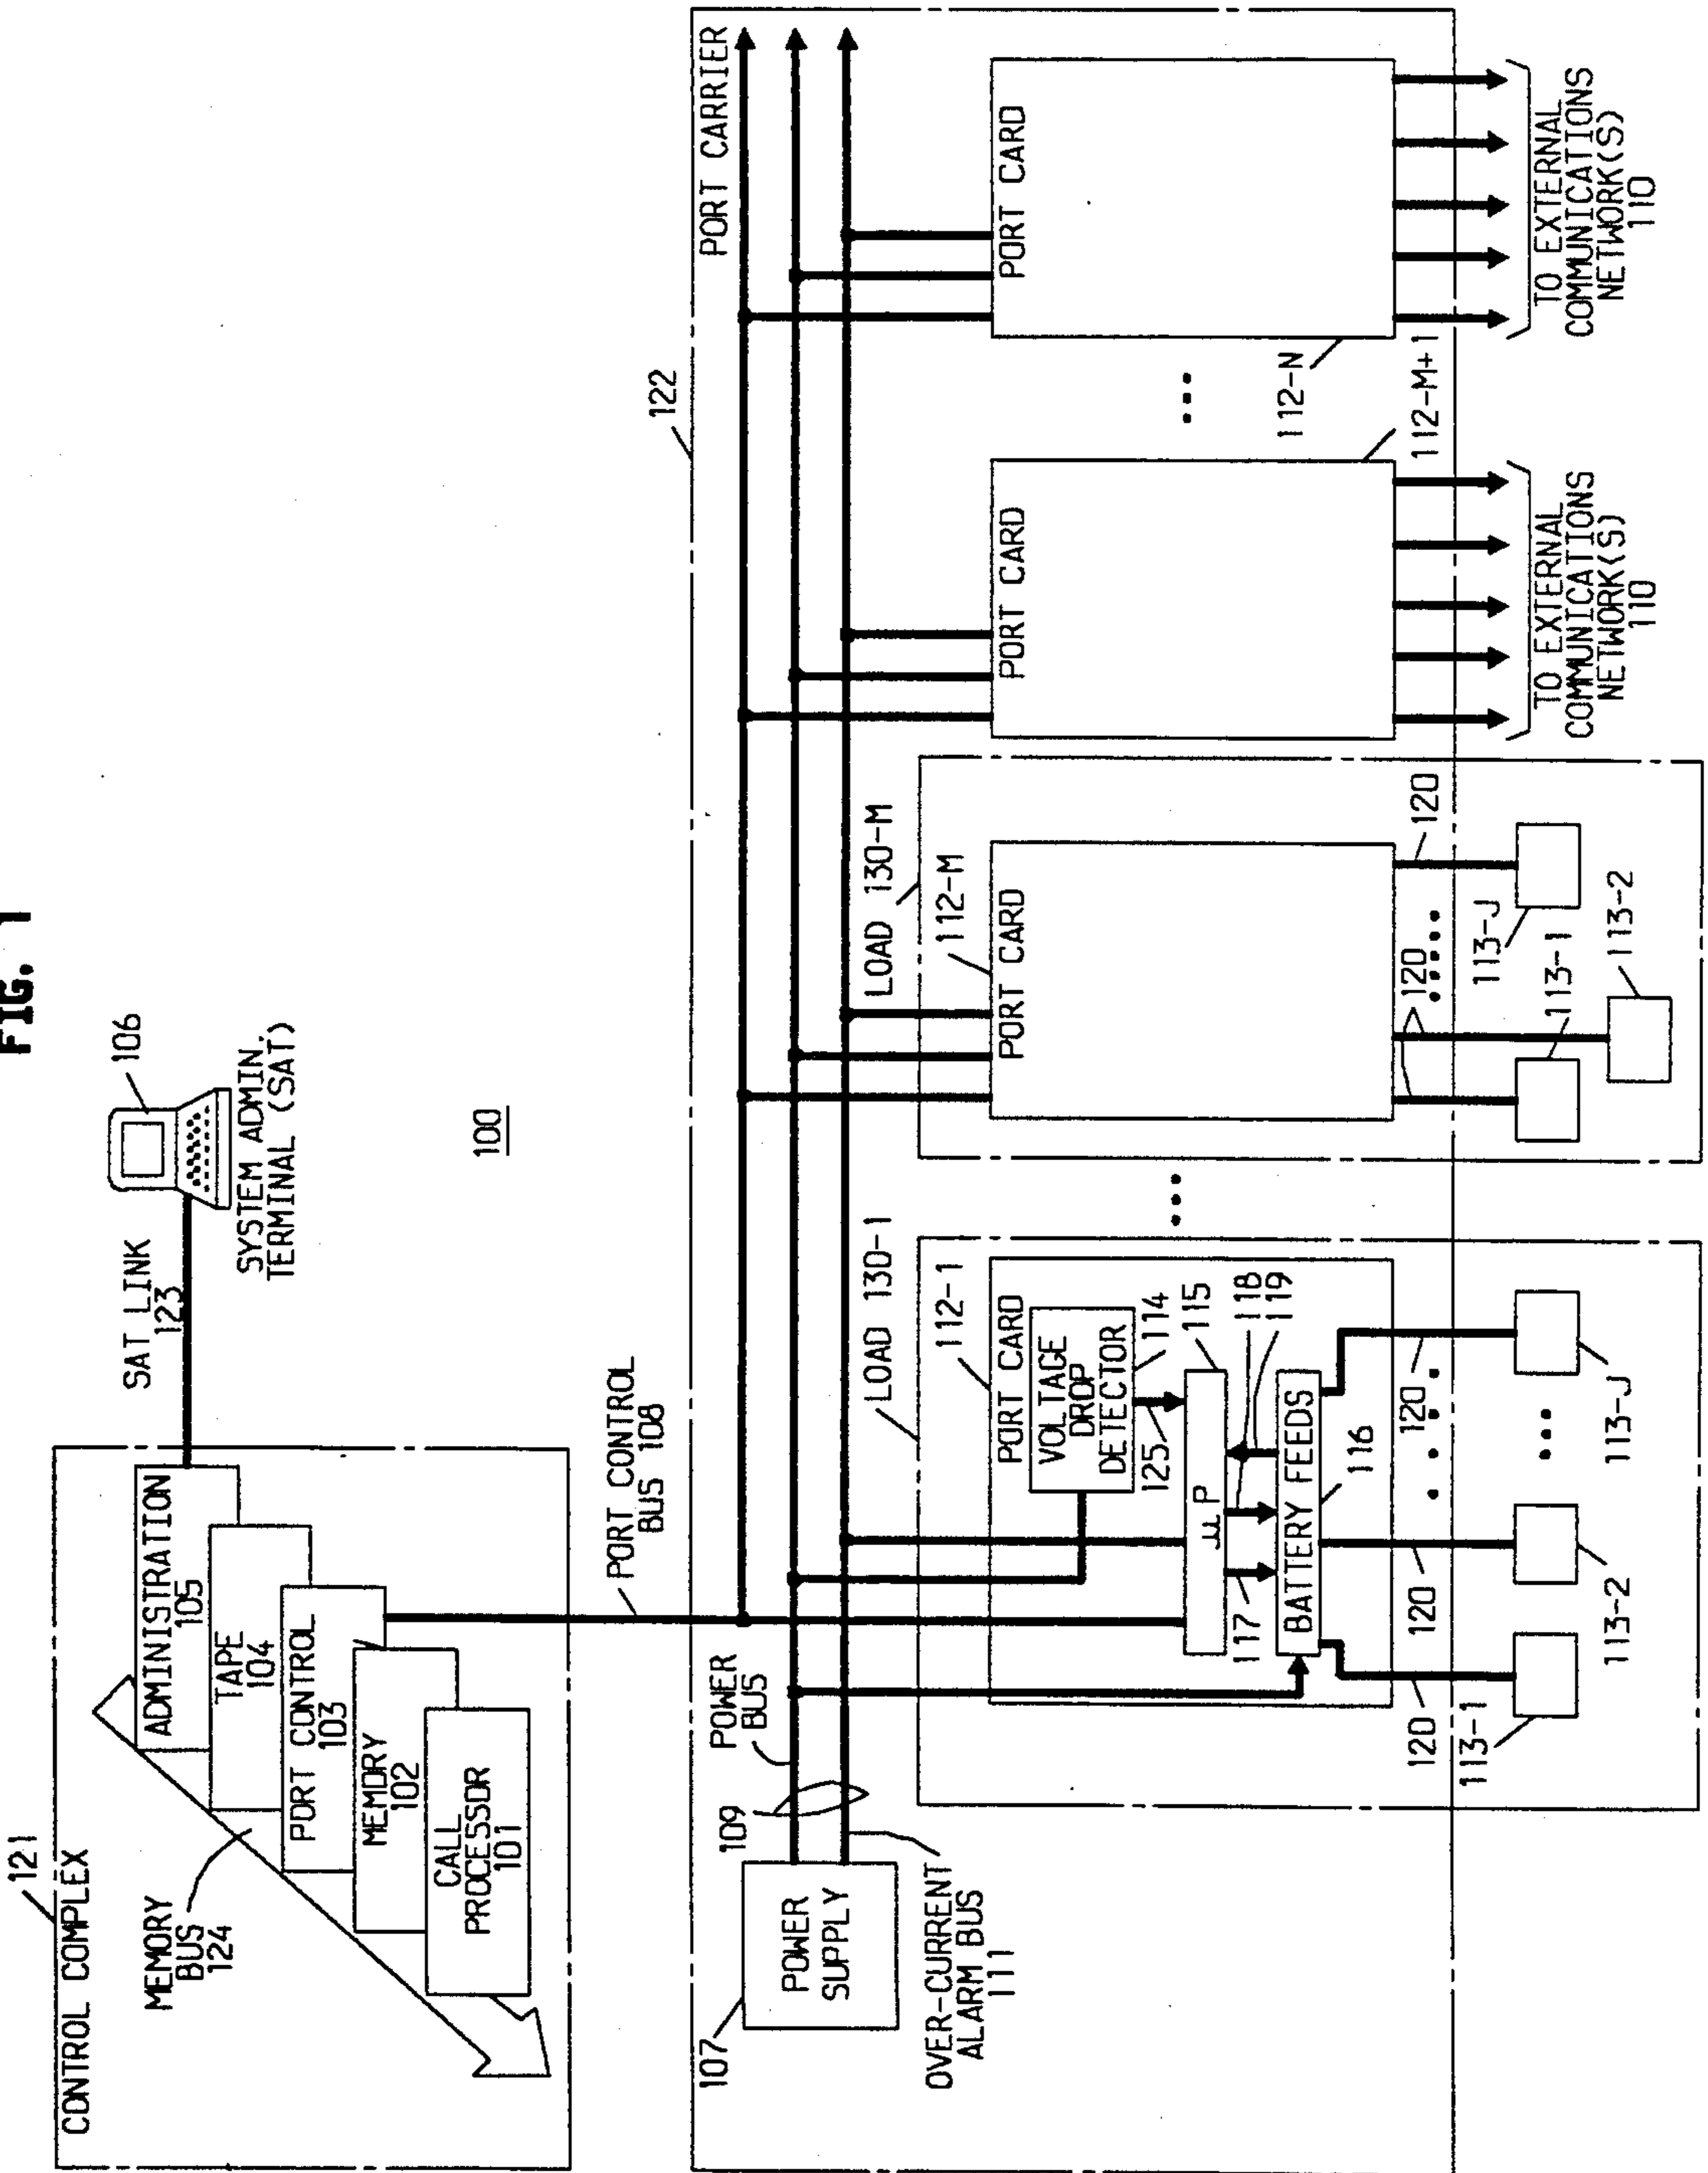 FIG. 1
121
CONTROL COMPLEX
MEMORY
BUS
124
ADMINISTRATION
105
TAPE
104
PORT CONTROL
103
MEMORY
102
CALL
PROCESSOR
101
SAT LINK
123
106
SYSTEM ADMIN.
TERMINAL (SAT)
100
PORT CONTROL
BUS 108
122
PORT CARRIER
107
POWER
SUPPLY
109
POWER
BUS
OVER-CURRENT
ALARM BUS
111
LOAD 130-1
112-1
PORT CARD
VOLTAGE
DROP
DETECTOR
114
125
115
μP
117
118
119
BATTERY FEEDS
116
120
120
120
113-1
113-2
113-J
LOAD 130-M
112-M
PORT CARD
120
120
113-1
113-2
113-J
PORT CARD
112-M+1
TO EXTERNAL
COMMUNICATIONS
NETWORK(S)
110
PORT CARD
112-N
TO EXTERNAL
COMMUNICATIONS
NETWORK(S)
110